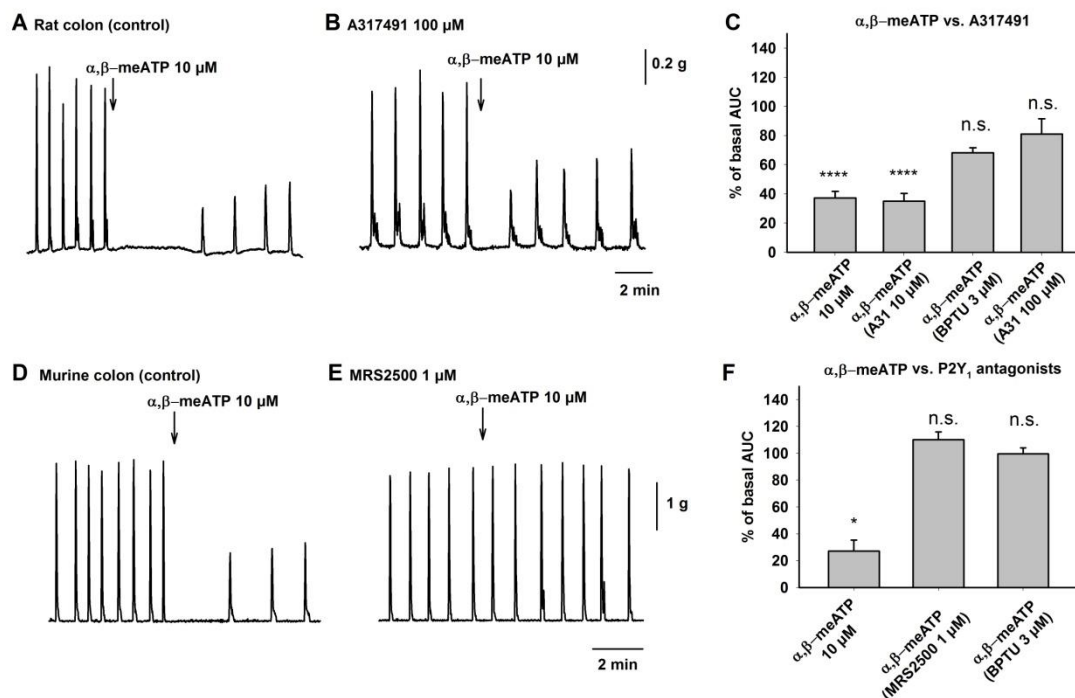 A Rat colon (control)
α,β–meATP 10 µM
B A317491 100 µM
α,β–meATP 10 µM
0.2 g
2 min
C α,β–meATP vs. A317491
% of basal AUC
140
120
100
80
60
40
20
0
****
****
n.s.
n.s.
α,β–meATP
10 µM
α,β–meATP
(A31 10 µM)
α,β–meATP
(BPTU 3 µM)
α,β–meATP
(A31 100 µM)
D Murine colon (control)
α,β–meATP 10 µM
E MRS2500 1 µM
α,β–meATP 10 µM
1 g
2 min
F α,β–meATP vs. P2Y₁ antagonists
% of basal AUC
140
120
100
80
60
40
20
0
*
n.s.
n.s.
α,β–meATP
10 µM
α,β–meATP
(MRS2500 1 µM)
α,β–meATP
(BPTU 3 µM)